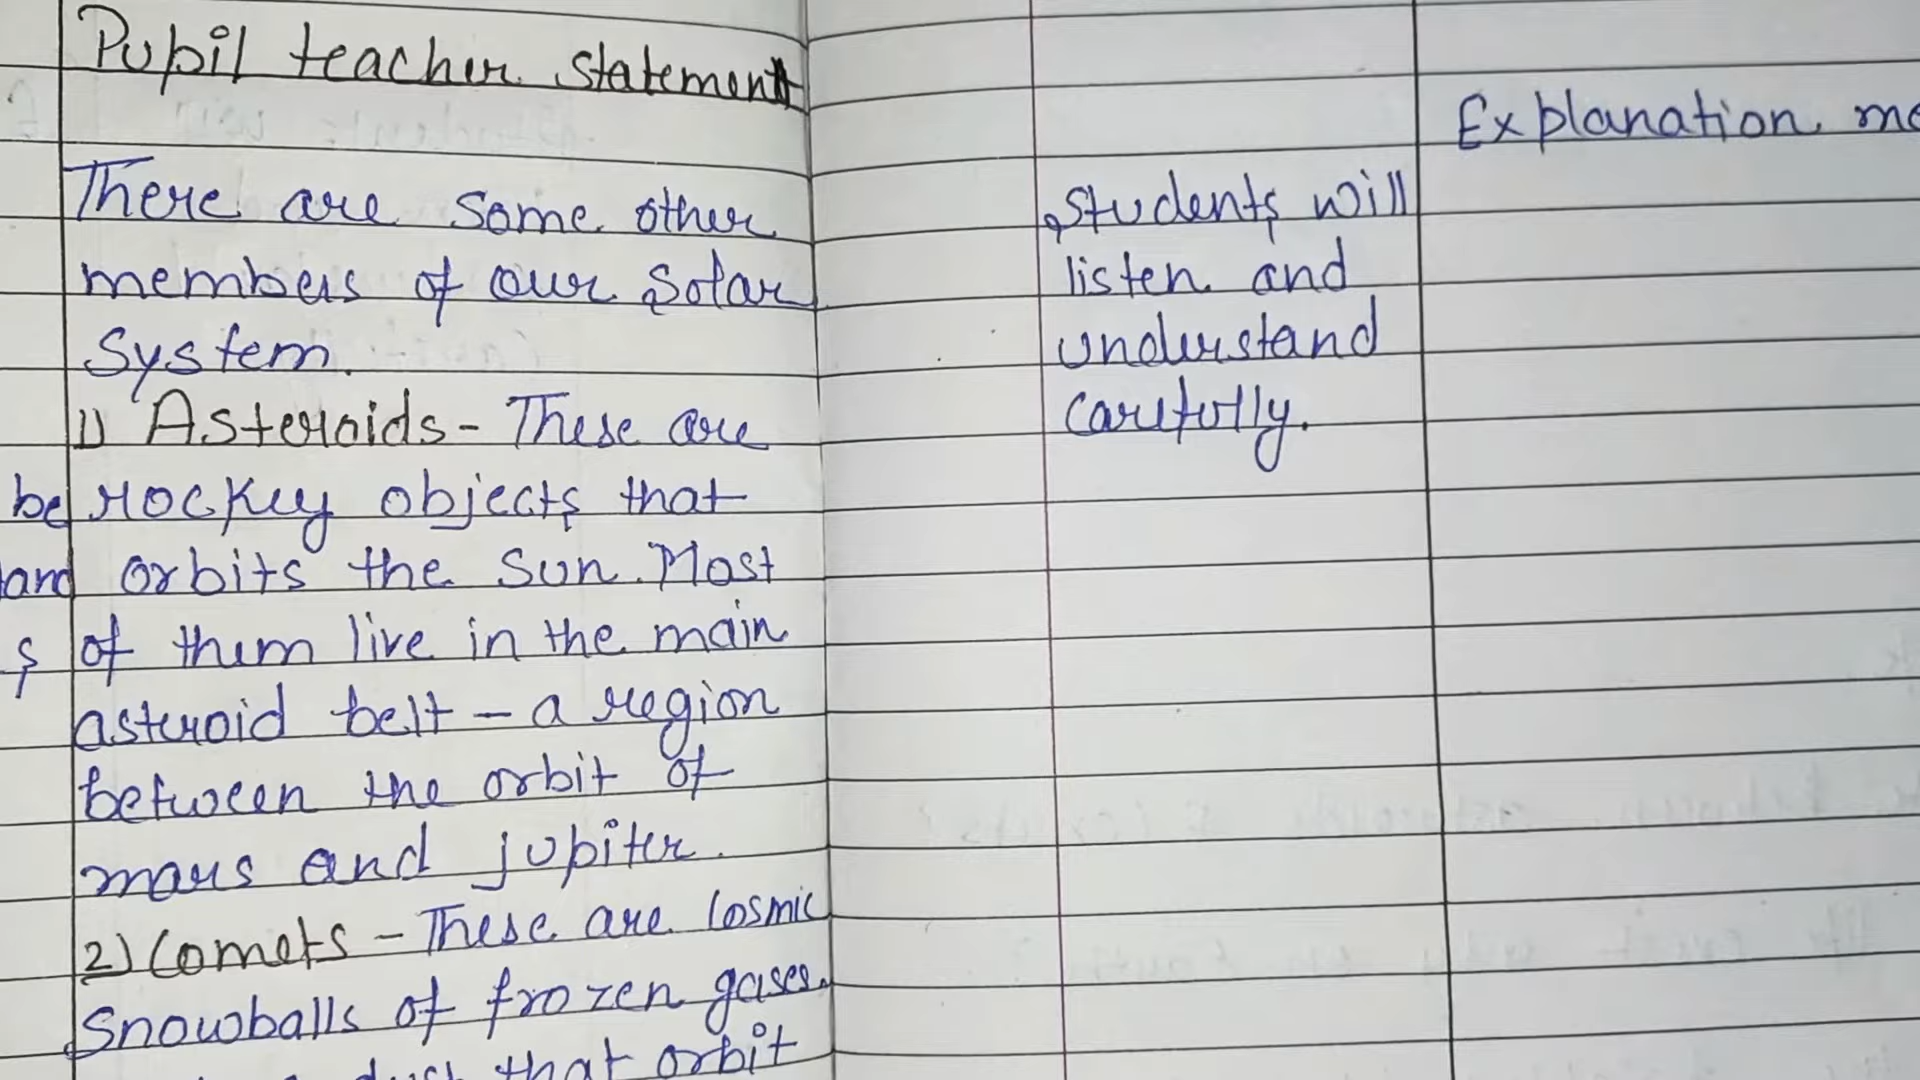 Pupil teacher statement
There are some other
members of our Solar
System.
1) Asteroids - These are
rockey objects that
orbits the Sun. Most
of them live in the main
asteroid belt - a region
between the orbit of
mars and jupiter.
2) Comets - These are cosmic
Snowballs of frozen gases
that orbit
be
and
s
Students will
listen and
understand
carefully.
Explanation